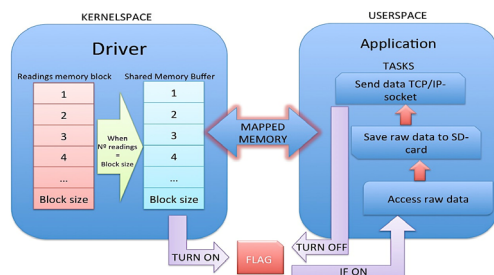 KERNELSPACE
Driver
Readings memory block
1
2
3
4
...
Block size
When
Nº readings
=
Block size
Shared Memory Buffer
1
2
3
4
...
Block size
MAPPED
MEMORY
USERSPACE
Application
TASKS
Send data TCP/IP-
socket
Save raw data to SD-
card
Access raw data
TURN ON
FLAG
TURN OFF
IF ON